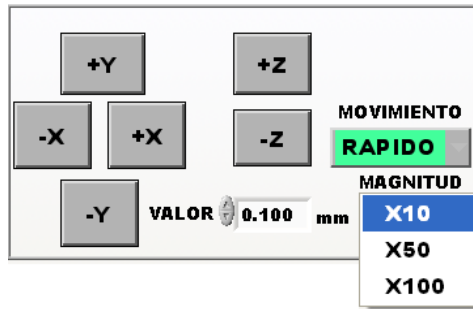 +Y
+Z
-X
+X
-Z
MOVIMIENTO
RAPIDO
MAGNITUD
-Y
VALOR 0.100 mm
X10
X50
X100